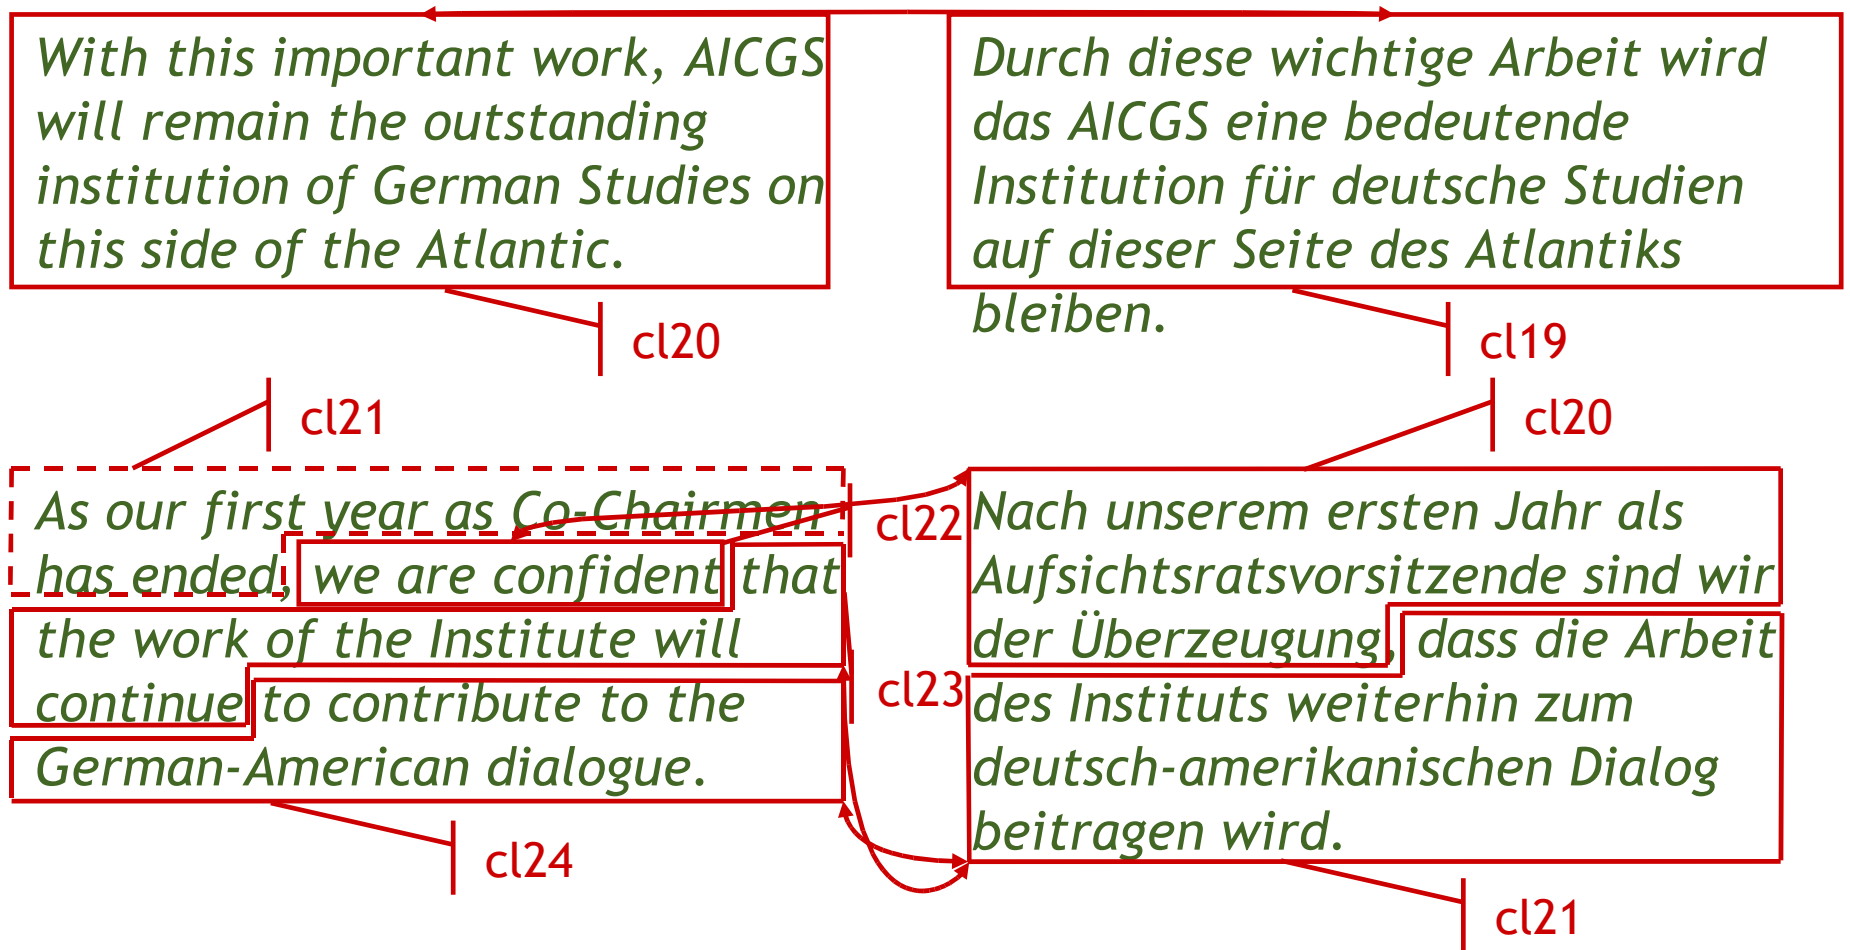 With this important work, AICGS
will remain the outstanding
institution of German Studies on
this side of the Atlantic.
cl20
Durch diese wichtige Arbeit wird
das AICGS eine bedeutende
Institution für deutsche Studien
auf dieser Seite des Atlantiks
bleiben.
cl19
cl21
As our first year as Co-Chairmen
has ended, we are confident that
the work of the Institute will
continue to contribute to the
German-American dialogue.
cl22
cl23
cl24
cl20
Nach unserem ersten Jahr als
Aufsichtsratsvorsitzende sind wir
der Überzeugung, dass die Arbeit
des Instituts weiterhin zum
deutsch-amerikanischen Dialog
beitragen wird.
cl21